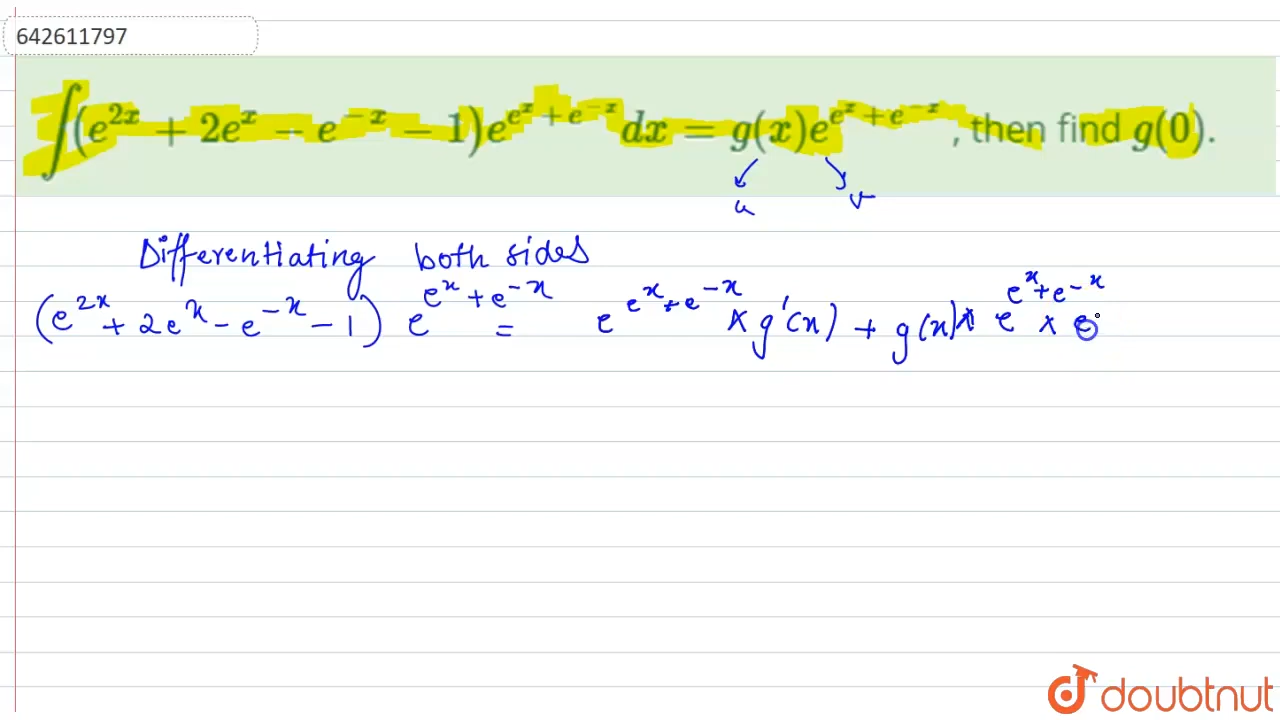 642611797
∫(e^{2x} + 2e^x − e^{−x} − 1)e^{e^x + e^{−x}} dx = g(x)e^{e^x + e^{−x}}, then find g(0).
u v
Differentiating both sides
(e^{2x} + 2e^x − e^{−x} − 1) e^{e^x + e^{−x}} = e^{e^x + e^{−x}} × g'(x) + g(x) × e^{e^x + e^{−x}} × e
doubtnut